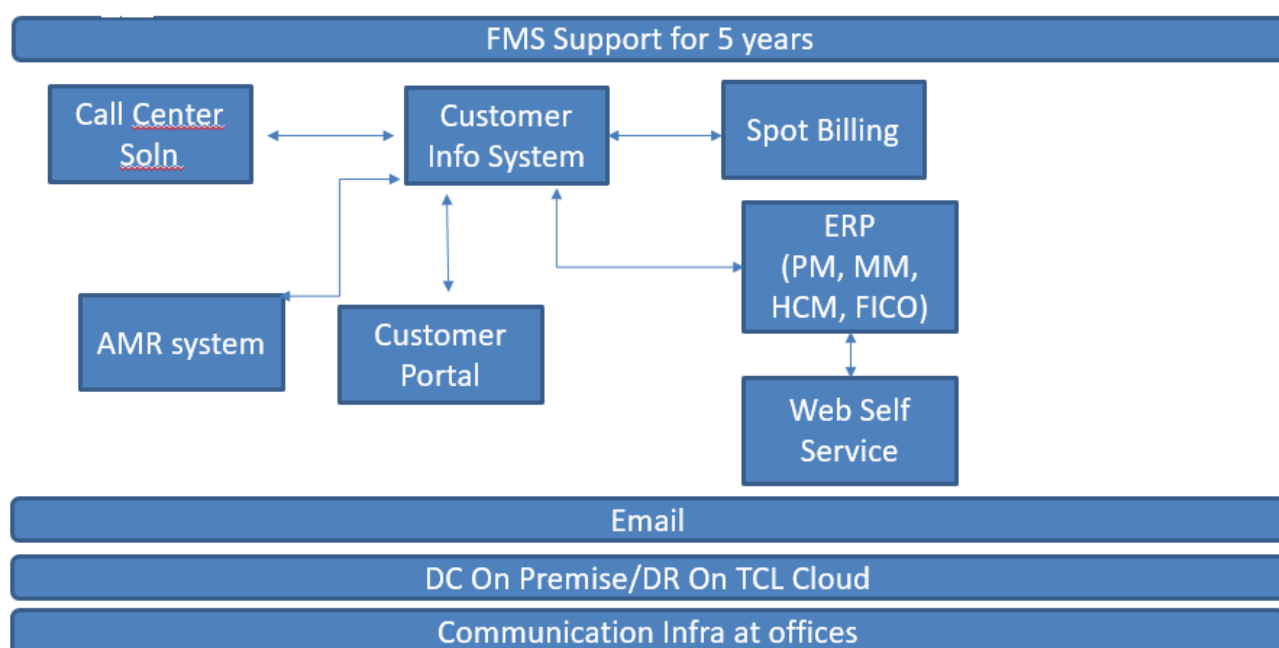 FMS Support for 5 years
Call Center
Soln
Customer
Info System
Spot Billing
ERP
(PM, MM,
HCM, FICO)
AMR system
Customer
Portal
Web Self
Service
Email
DC On Premise/DR On TCL Cloud
Communication Infra at offices